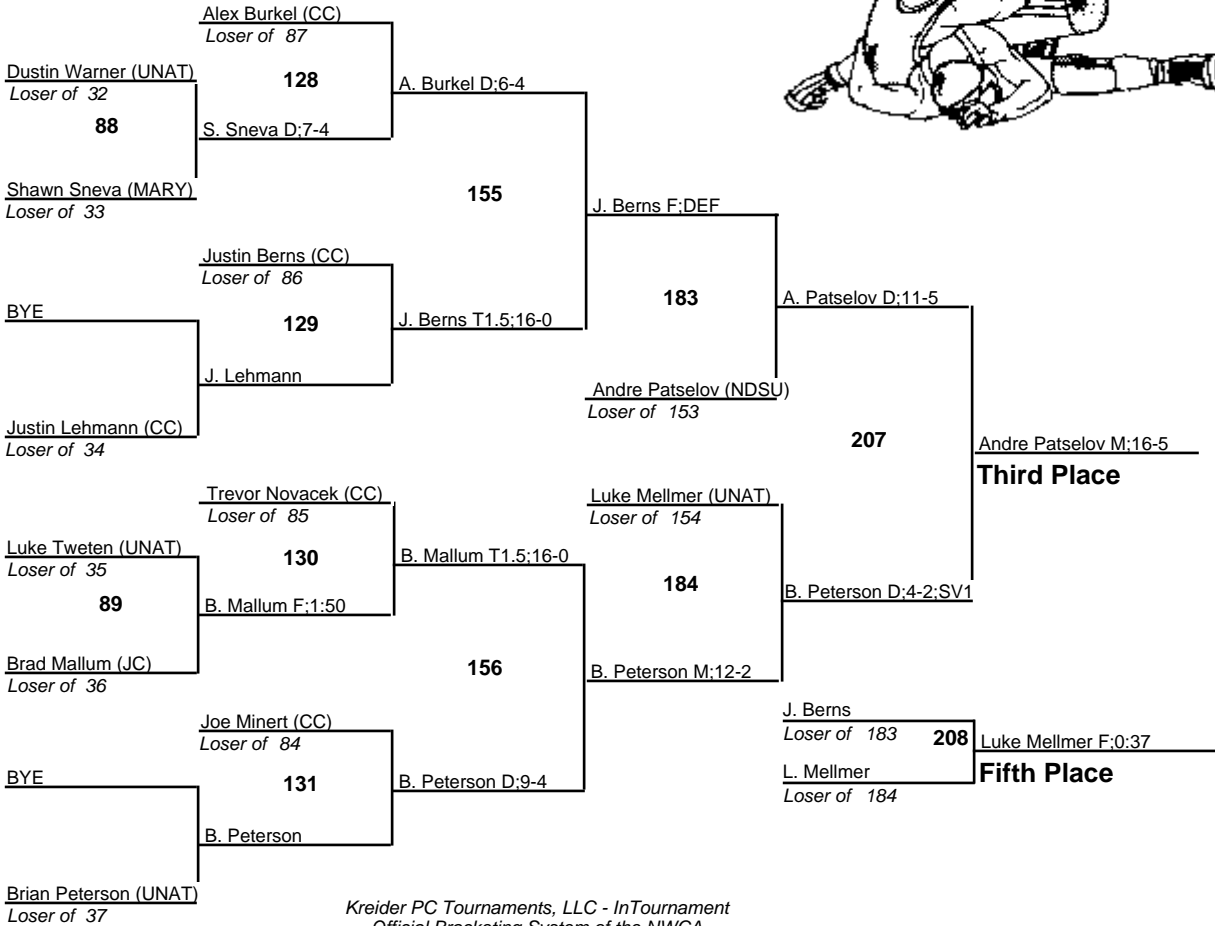 Alex Burkel (CC)
Loser of 87
Dustin Warner (UNAT)
Loser of 32
128
A. Burkel D;6-4
88
S. Sneva D;7-4
Shawn Sneva (MARY)
Loser of 33
155
J. Berns F;DEF
Justin Berns (CC)
Loser of 86
BYE
129
J. Berns T1.5;16-0
183
A. Patselov D;11-5
J. Lehmann
Andre Patselov (NDSU)
Loser of 153
Justin Lehmann (CC)
Loser of 34
207
Andre Patselov M;16-5
Third Place
Trevor Novacek (CC)
Loser of 85
Luke Mellmer (UNAT)
Loser of 154
Luke Tweten (UNAT)
Loser of 35
130
B. Mallum T1.5;16-0
89
B. Mallum F;1:50
184
B. Peterson D;4-2;SV1
Brad Mallum (JC)
Loser of 36
156
B. Peterson M;12-2
Joe Minert (CC)
Loser of 84
J. Berns
Loser of 183
208
Luke Mellmer F;0:37
Fifth Place
L. Mellmer
Loser of 184
BYE
131
B. Peterson D;9-4
B. Peterson
Brian Peterson (UNAT)
Loser of 37
Kreider PC Tournaments, LLC - InTournament
Official Bracketing System of the NWCA